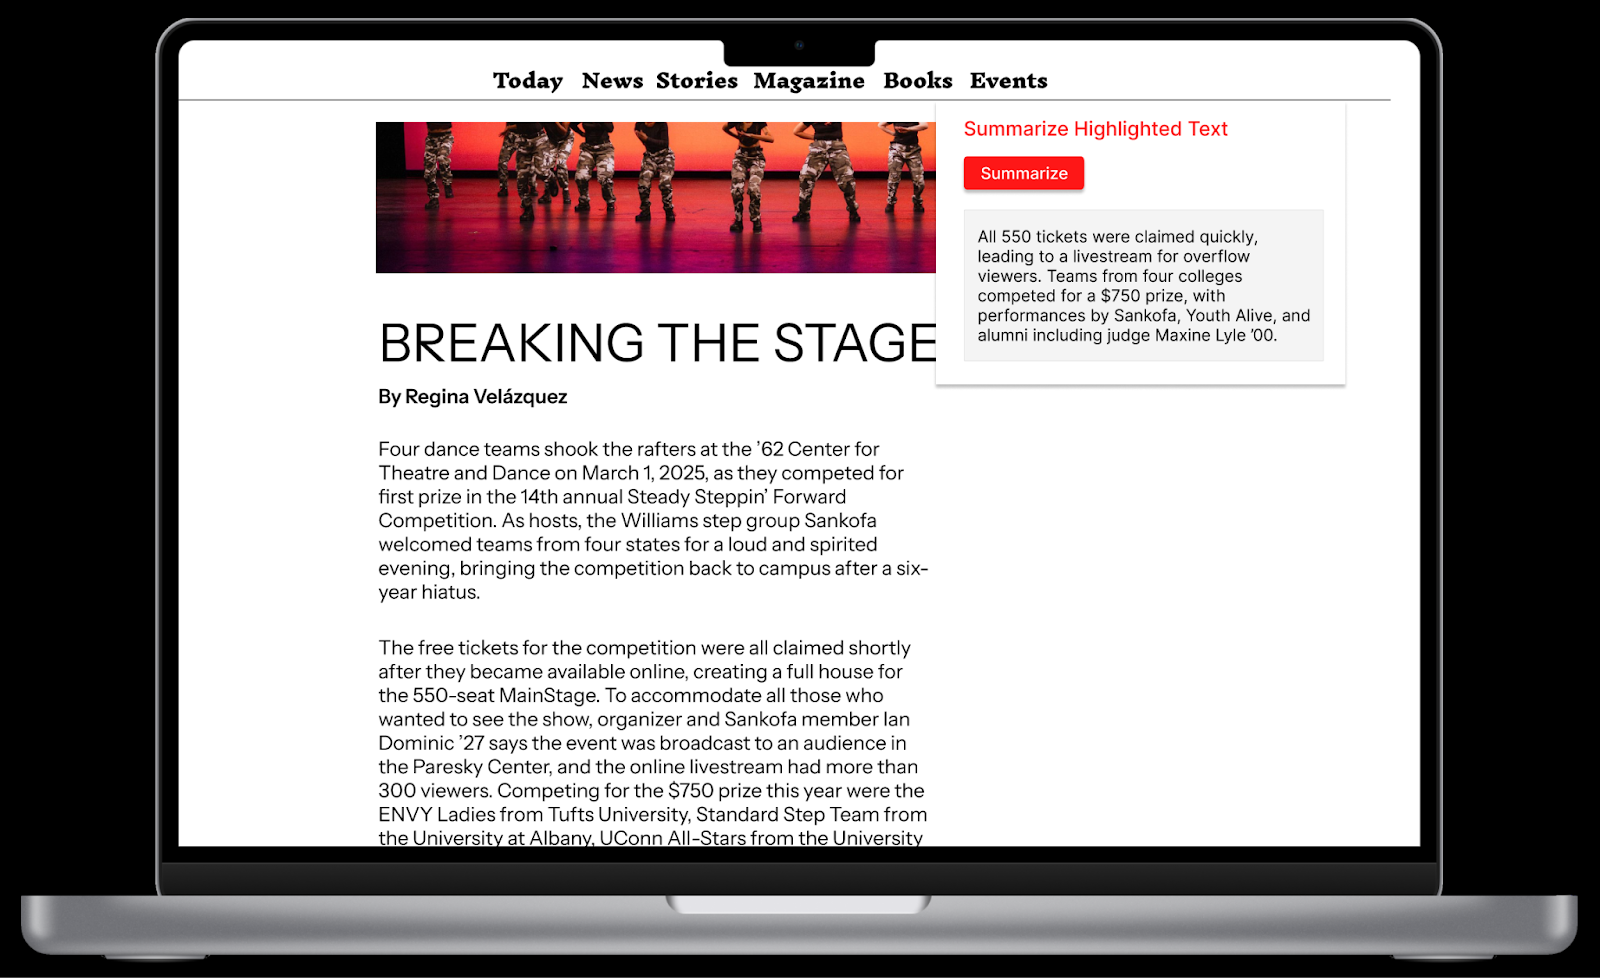 Today News Stories Magazine Books Events
Summarize Highlighted Text
Summarize
All 550 tickets were claimed quickly,
leading to a livestream for overflow
viewers. Teams from four colleges
competed for a $750 prize, with
performances by Sankofa, Youth Alive, and
alumni including judge Maxine Lyle ’00.
BREAKING THE STAGE
By Regina Velázquez
Four dance teams shook the rafters at the ’62 Center for
Theatre and Dance on March 1, 2025, as they competed for
first prize in the 14th annual Steady Steppin’ Forward
Competition. As hosts, the Williams step group Sankofa
welcomed teams from four states for a loud and spirited
evening, bringing the competition back to campus after a six-
year hiatus.
The free tickets for the competition were all claimed shortly
after they became available online, creating a full house for
the 550-seat MainStage. To accommodate all those who
wanted to see the show, organizer and Sankofa member Ian
Dominic ’27 says the event was broadcast to an audience in
the Paresky Center, and the online livestream had more than
300 viewers. Competing for the $750 prize this year were the
ENVY Ladies from Tufts University, Standard Step Team from
the University at Albany, UConn All-Stars from the University